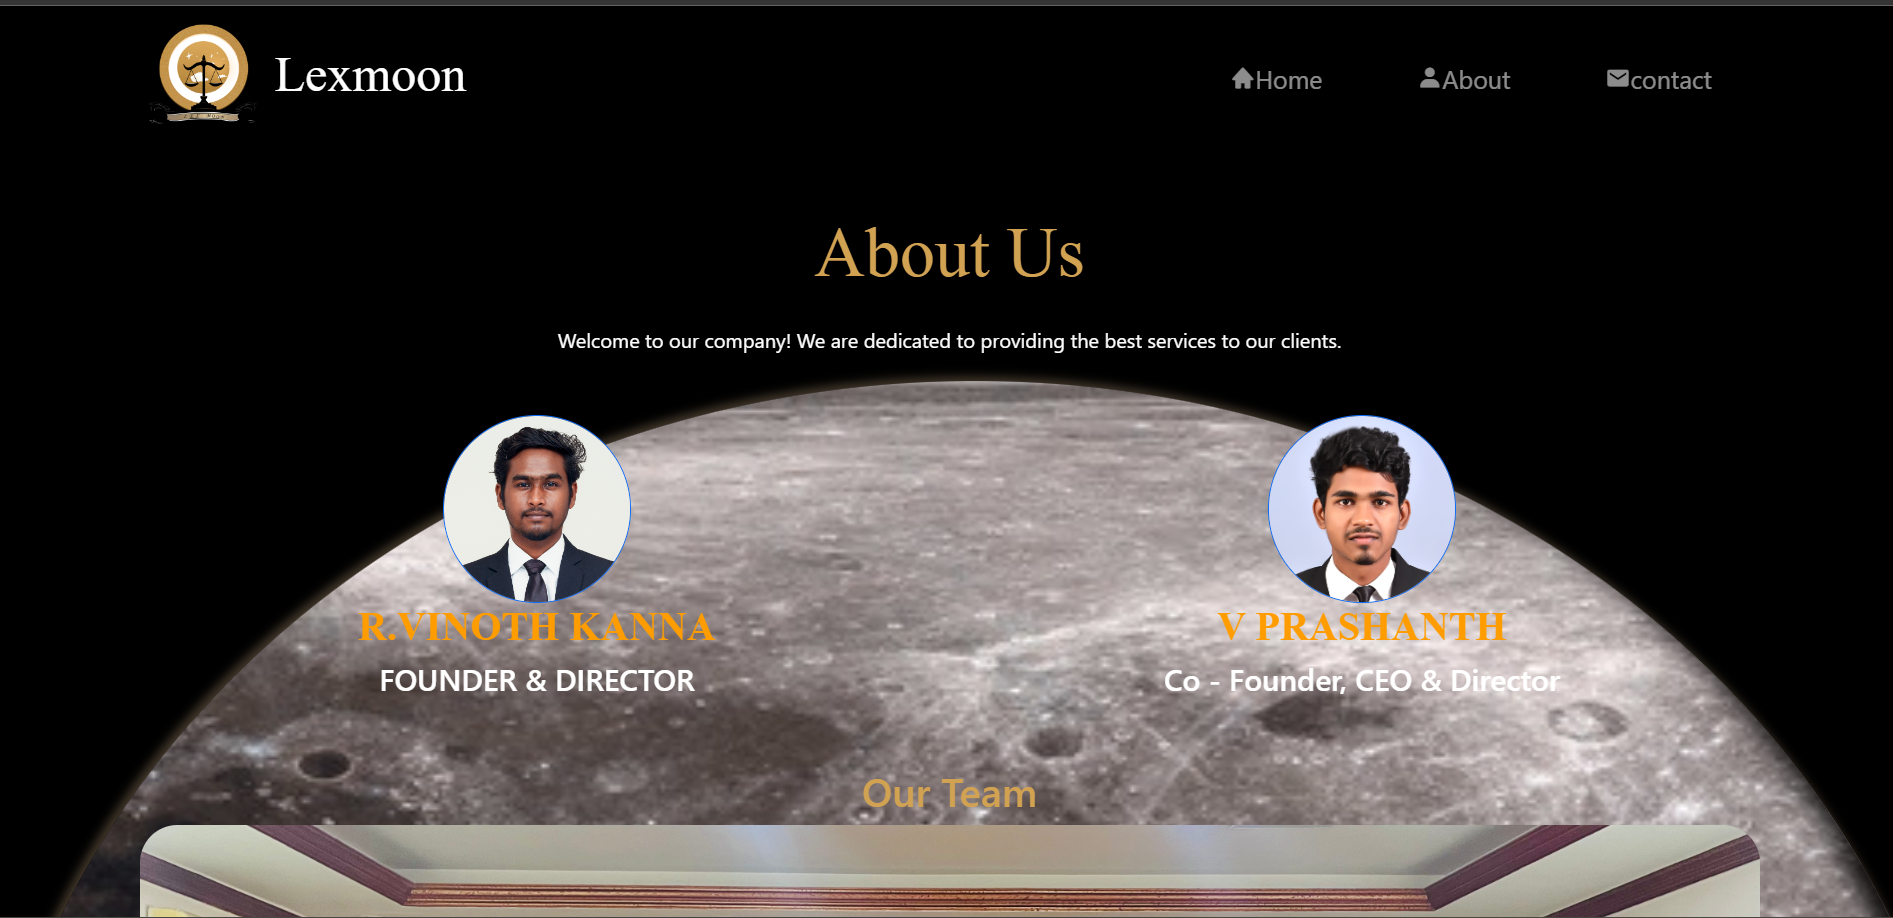 Lexmoon
Home
About
contact
About Us
Welcome to our company! We are dedicated to providing the best services to our clients.
R.VINOTH KANNA
V PRASHANTH
FOUNDER & DIRECTOR
Co - Founder, CEO & Director
Our Team